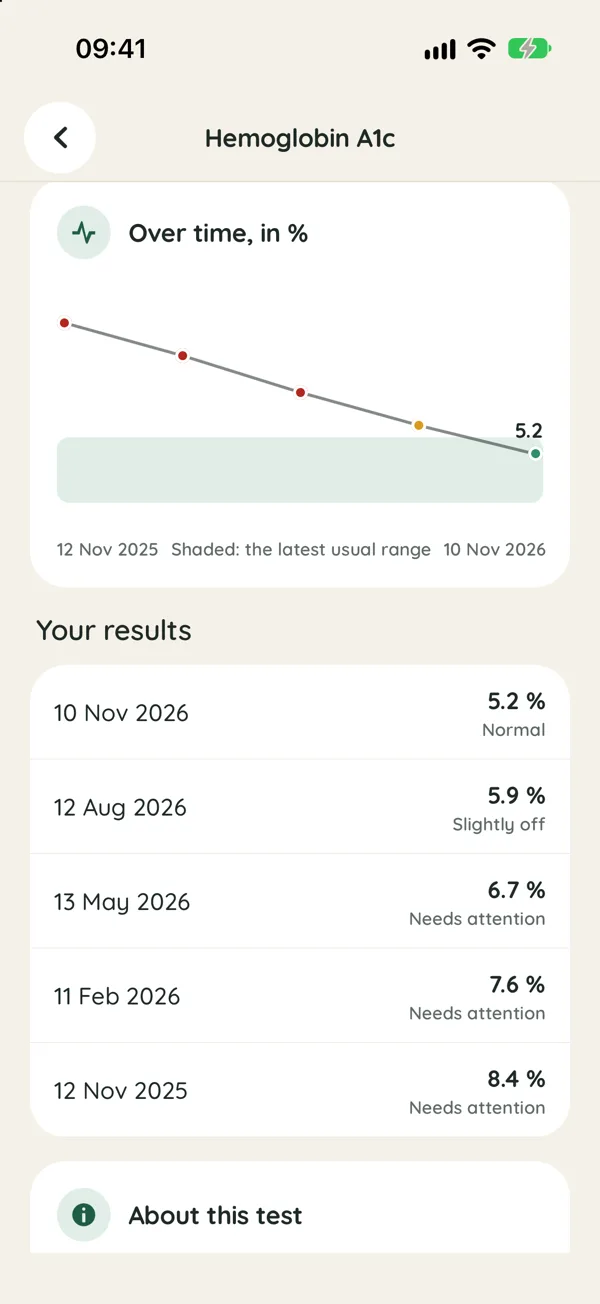 09:41
Hemoglobin A1c
Over time, in %
5.2
12 Nov 2025 Shaded: the latest usual range 10 Nov 2026
Your results
10 Nov 2026 5.2 %
Normal
12 Aug 2026 5.9 %
Slightly off
13 May 2026 6.7 %
Needs attention
11 Feb 2026 7.6 %
Needs attention
12 Nov 2025 8.4 %
Needs attention
About this test